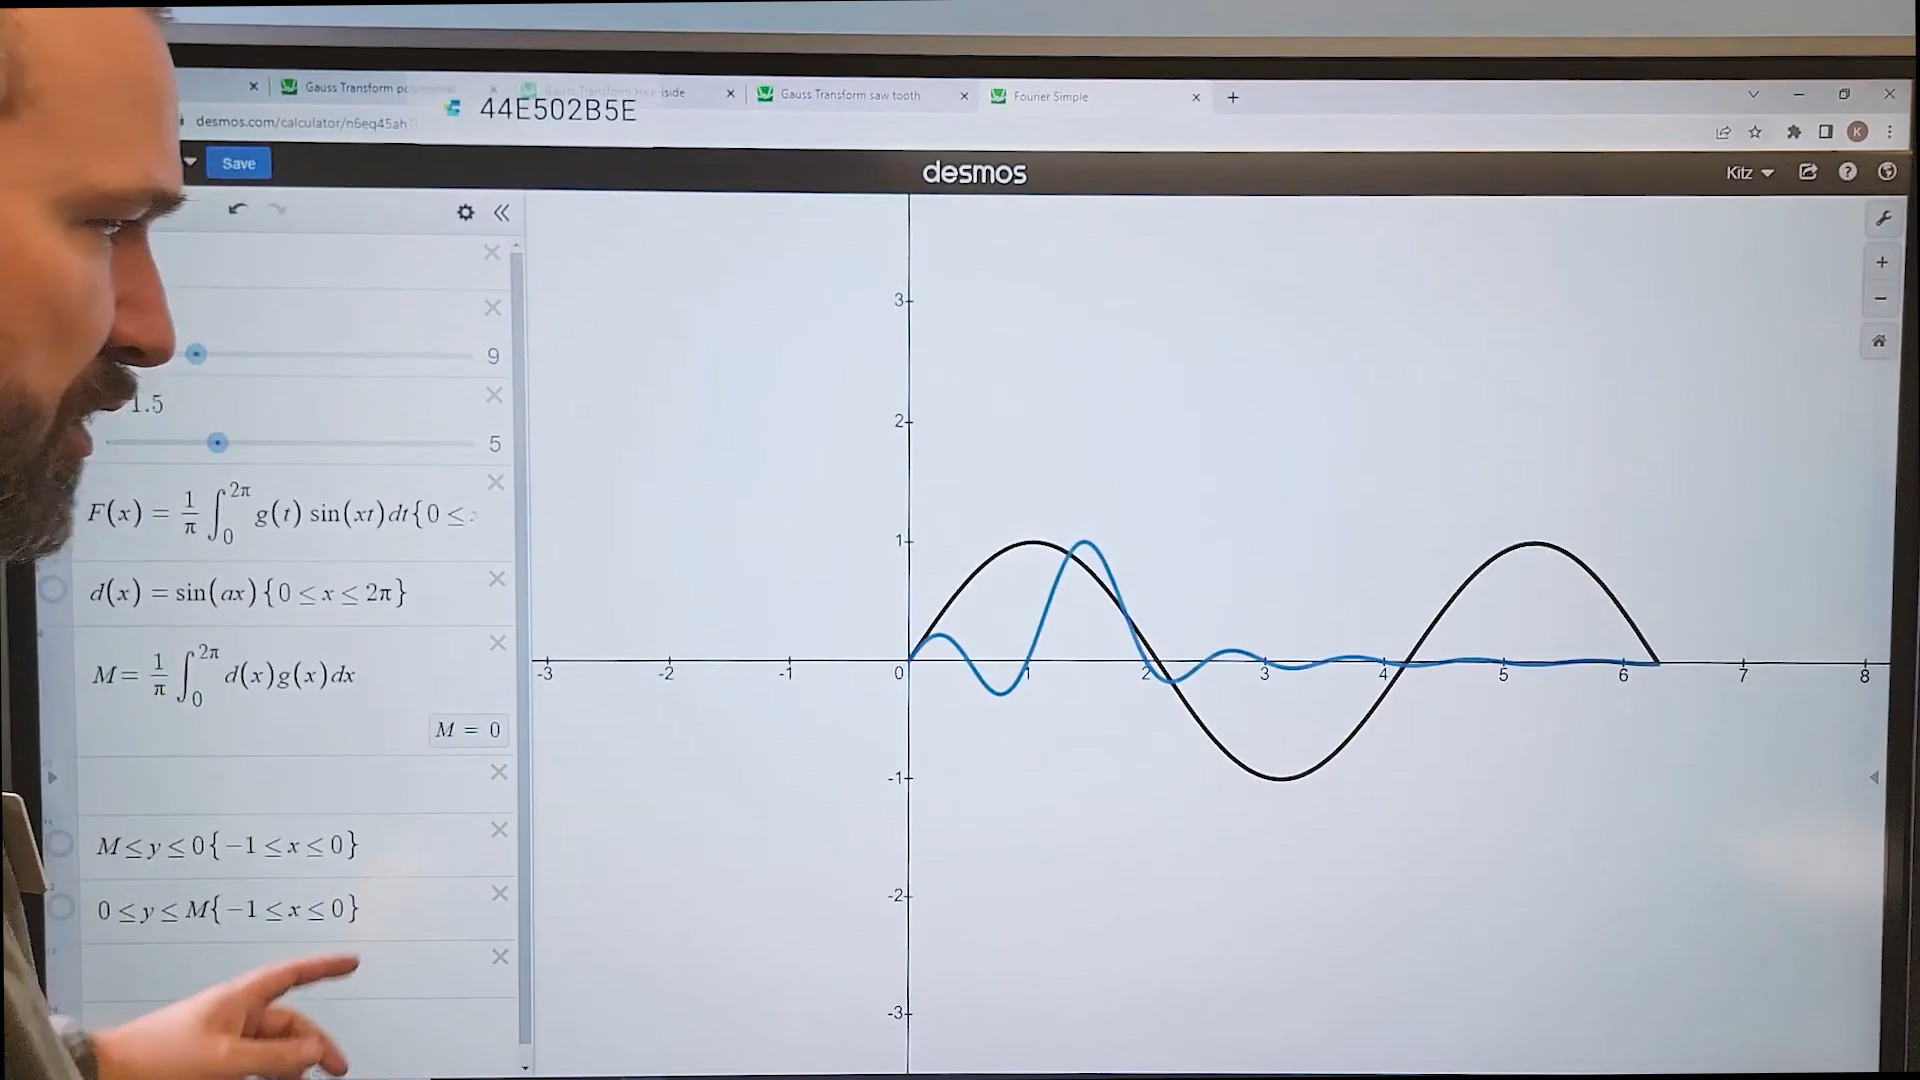 Gauss Transform
iside
Gauss Transform saw tooth
Fourier Simple
44E502B5E
desmos.com/calculator/n6eq45ah
Save
desmos
Kitz
9
1.5
5
F(x) = 1/π ∫₀^2π g(t) sin(xt)dt{0 ≤
d(x) = sin(ax){0 ≤ x ≤ 2π}
M = 1/π ∫₀^2π d(x)g(x)dx
M = 0
M ≤ y ≤ 0{−1 ≤ x ≤ 0}
0 ≤ y ≤ M{−1 ≤ x ≤ 0}
3
2
1
-3 -2 -1 0 1 2 3 4 5 6 7 8
-1
-2
-3